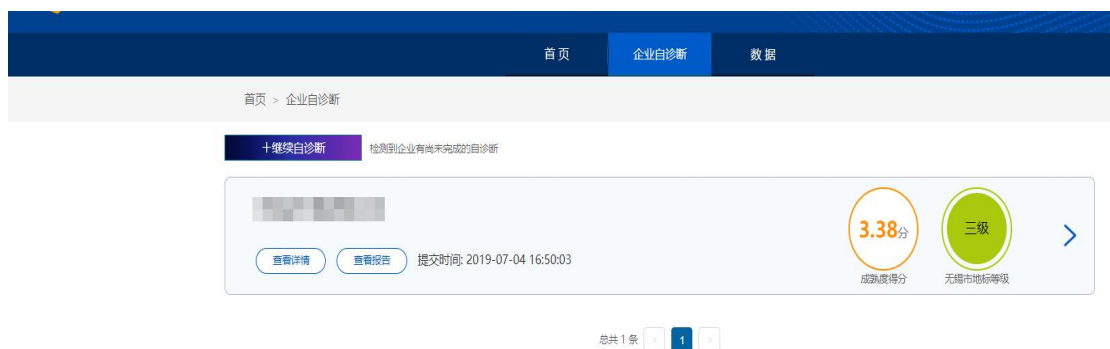 首页 企业自诊断 数据
首页 > 企业自诊断
十继续自诊断 检测到企业有尚未完成的自诊断
3.38分 三级
查看详情 查看报告 提交时间: 2019-07-04 16:50:03
成熟度得分 无锡市地标等级
总共 1 条 < 1 >